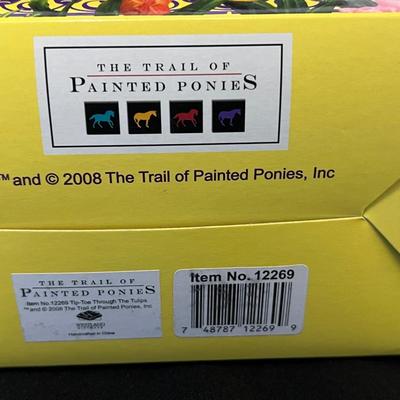 THE TRAIL OF
PAINTED PONIES
™ and © 2008 The Trail of Painted Ponies, Inc
THE TRAIL OF
PAINTED PONIES
Item No.12269 Tip-Toe Through The Tulips
™ and © 2008 The Trail of Painted Ponies, Inc
WESTLAND
Handcrafted in China
Item No. 12269
7 48787 12269 9